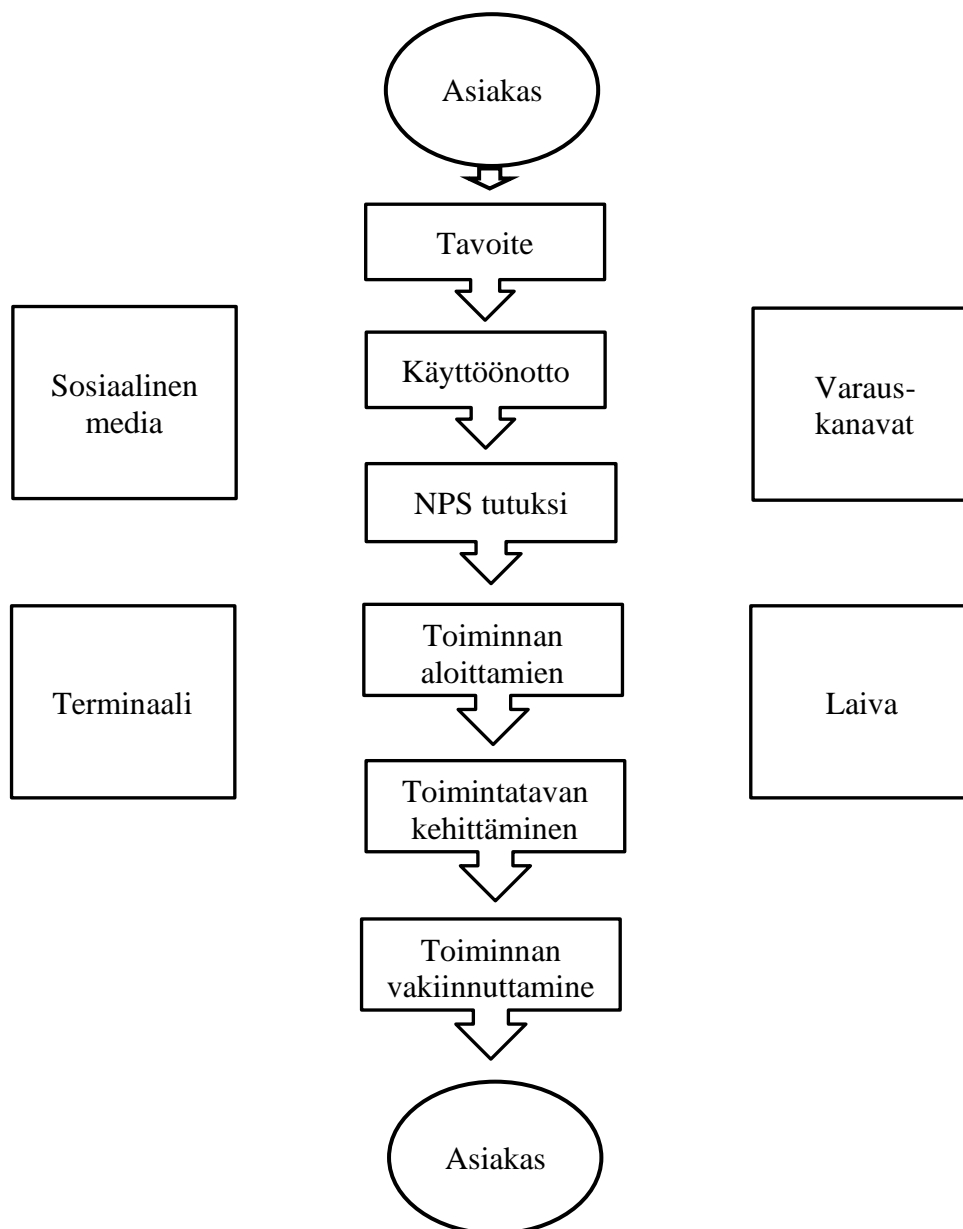 Asiakas
Tavoite
Käyttöönotto
Sosiaalinen
media
Varaus-
kanavat
NPS tutuksi
Toiminnan
aloittamien
Terminaali
Laiva
Toimintatavan
kehittäminen
Toiminnan
vakiinnuttamine
Asiakas